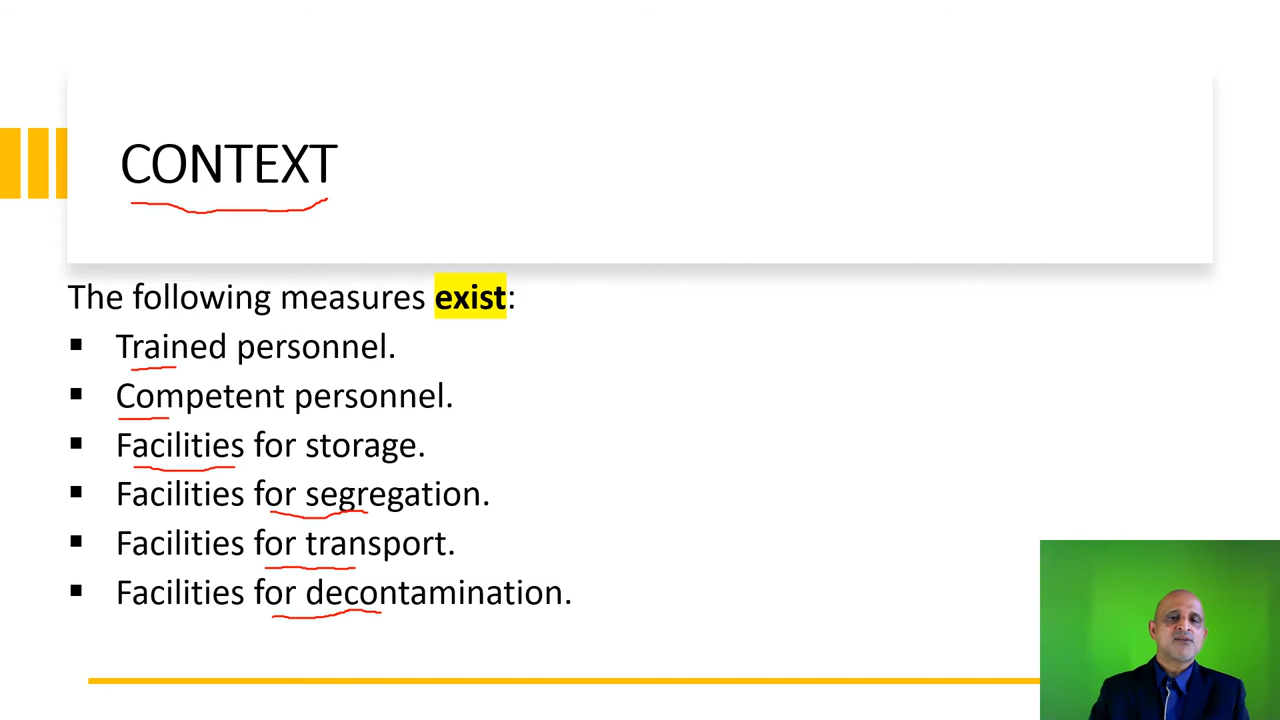 CONTEXT
The following measures exist:
▪ Trained personnel.
▪ Competent personnel.
▪ Facilities for storage.
▪ Facilities for segregation.
▪ Facilities for transport.
▪ Facilities for decontamination.